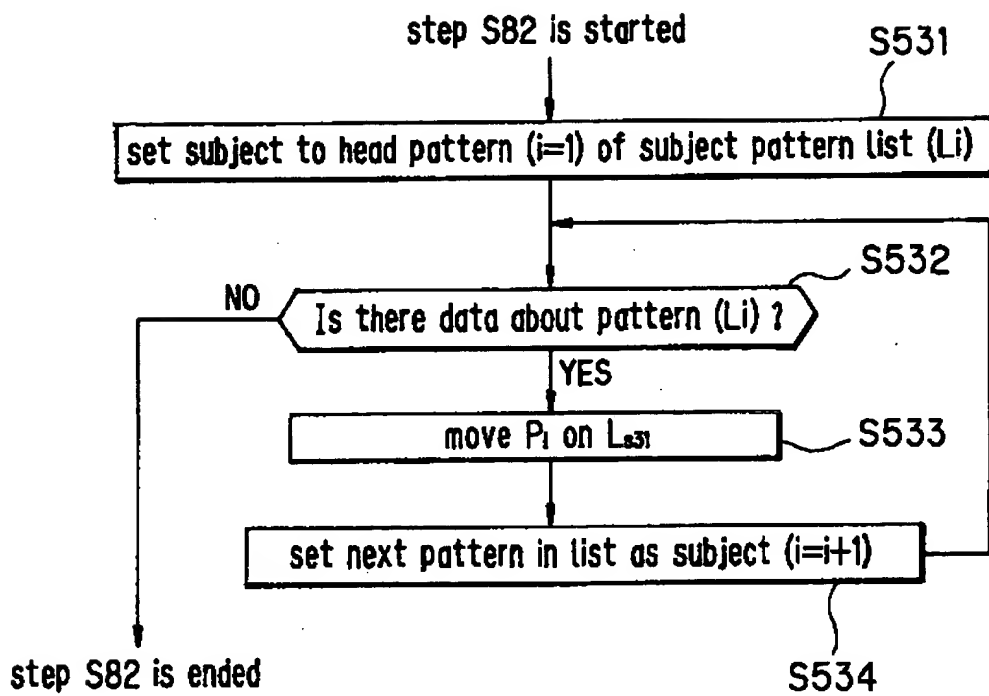 step S82 is started
S531
set subject to head pattern (i=1) of subject pattern list (Li)
S532
NO
Is there data about pattern (Li) ?
YES
move Pi on Ls31
S533
set next pattern in list as subject (i=i+1)
step S82 is ended
S534